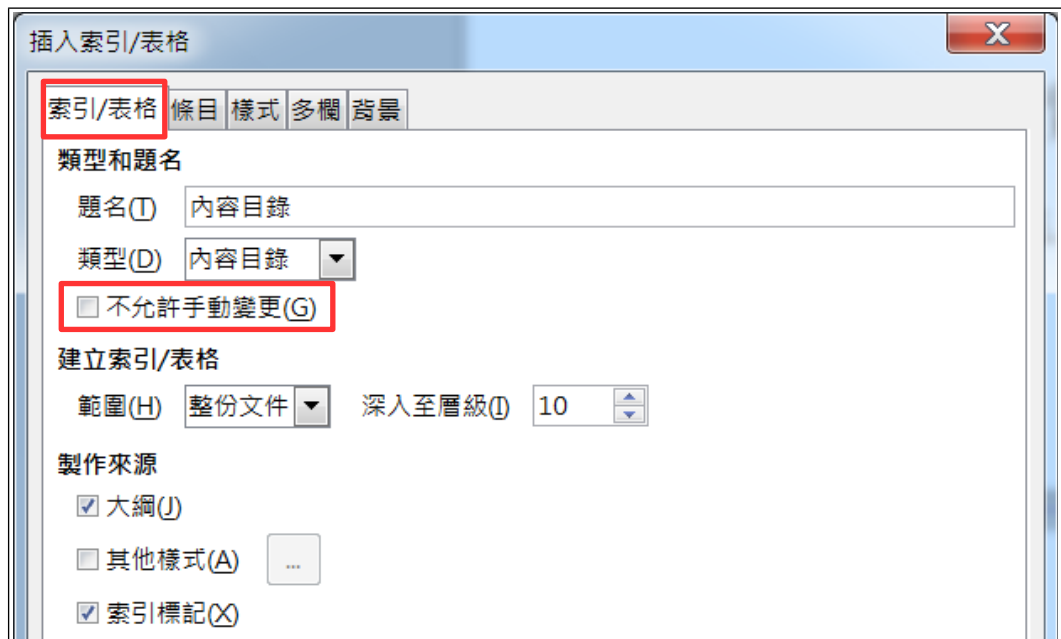 插入索引/表格
索引/表格 條目 樣式 多欄 背景
類型和題名
題名(T) 內容目錄
類型(D) 內容目錄
不允許手動變更(G)
建立索引/表格
範圍(H) 整份文件 深入至層級(I) 10
製作來源
大綱(J)
其他樣式(A) ...
索引標記(X)